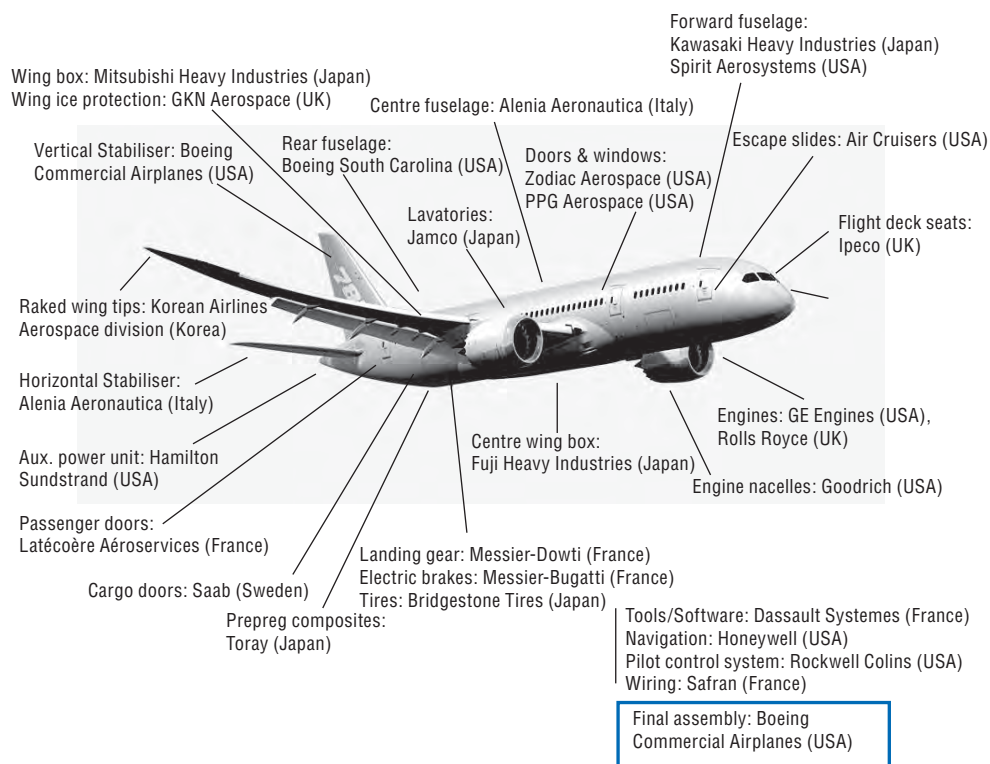 Forward fuselage:
Kawasaki Heavy Industries (Japan)
Spirit Aerosystems (USA)
Wing box: Mitsubishi Heavy Industries (Japan)
Wing ice protection: GKN Aerospace (UK)
Centre fuselage: Alenia Aeronautica (Italy)
Escape slides: Air Cruisers (USA)
Vertical Stabiliser: Boeing
Commercial Airplanes (USA)
Rear fuselage:
Boeing South Carolina (USA)
Doors & windows:
Zodiac Aerospace (USA)
PPG Aerospace (USA)
Lavatories:
Jamco (Japan)
Flight deck seats:
Ipeco (UK)
78
Raked wing tips: Korean Airlines
Aerospace division (Korea)
Horizontal Stabiliser:
Alenia Aeronautica (Italy)
Engines: GE Engines (USA),
Rolls Royce (UK)
Centre wing box:
Fuji Heavy Industries (Japan)
Aux. power unit: Hamilton
Sundstrand (USA)
Engine nacelles: Goodrich (USA)
Passenger doors:
Latécoère Aéroservices (France)
Landing gear: Messier-Dowti (France)
Electric brakes: Messier-Bugatti (France)
Tires: Bridgestone Tires (Japan)
Cargo doors: Saab (Sweden)
Prepreg composites:
Toray (Japan)
Tools/Software: Dassault Systemes (France)
Navigation: Honeywell (USA)
Pilot control system: Rockwell Colins (USA)
Wiring: Safran (France)
Final assembly: Boeing
Commercial Airplanes (USA)